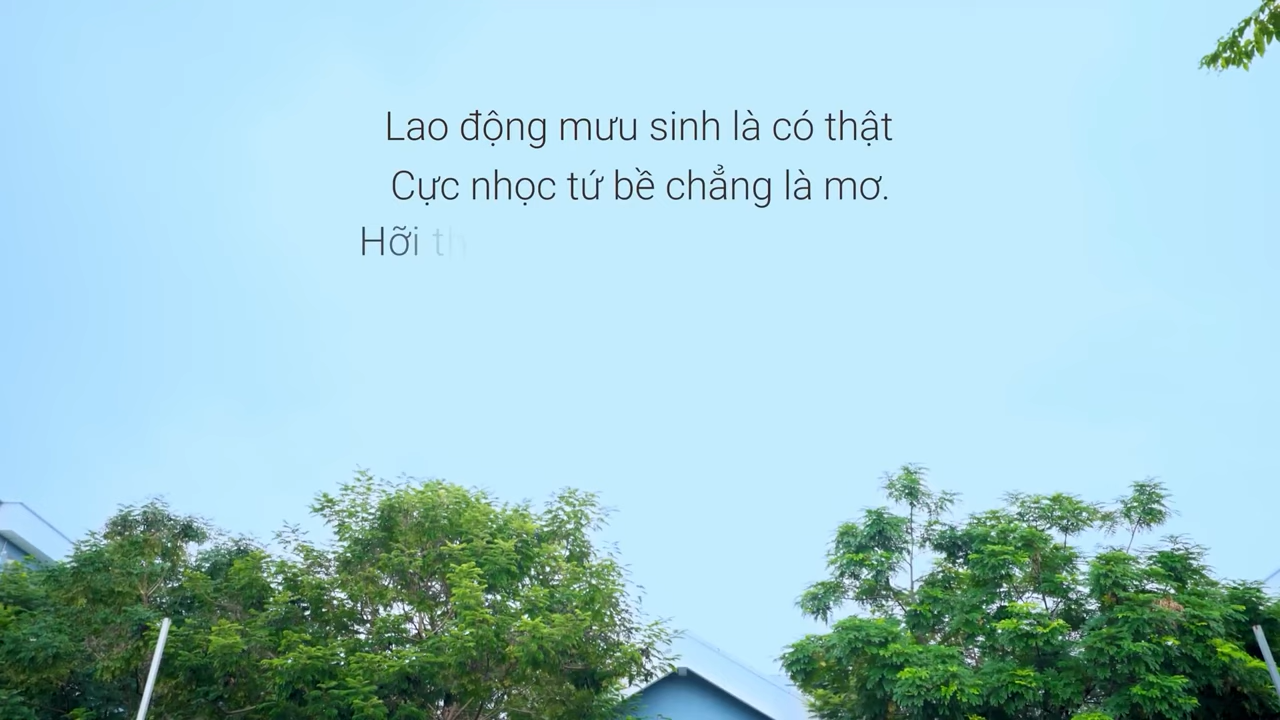 Lao động mưu sinh là có thật
Cực nhọc tứ bề chẳng là mơ.
Hỡi